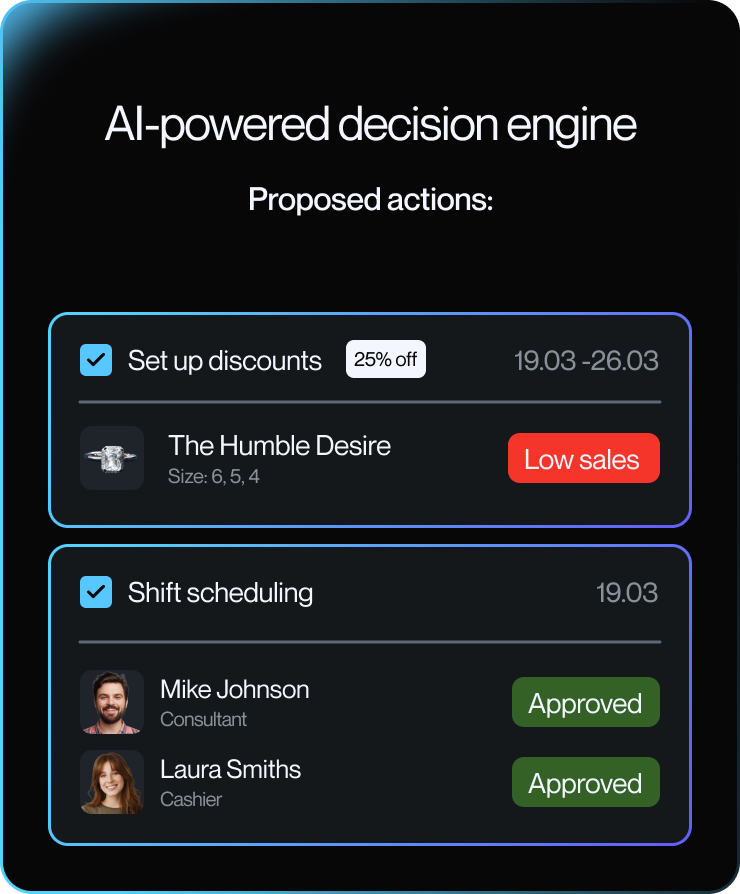 AI-powered decision engine
Proposed actions:
Set up discounts 25% off 19.03 -26.03
The Humble Desire
Size: 6, 5, 4
Low sales
Shift scheduling 19.03
Mike Johnson
Consultant
Approved
Laura Smiths
Cashier
Approved